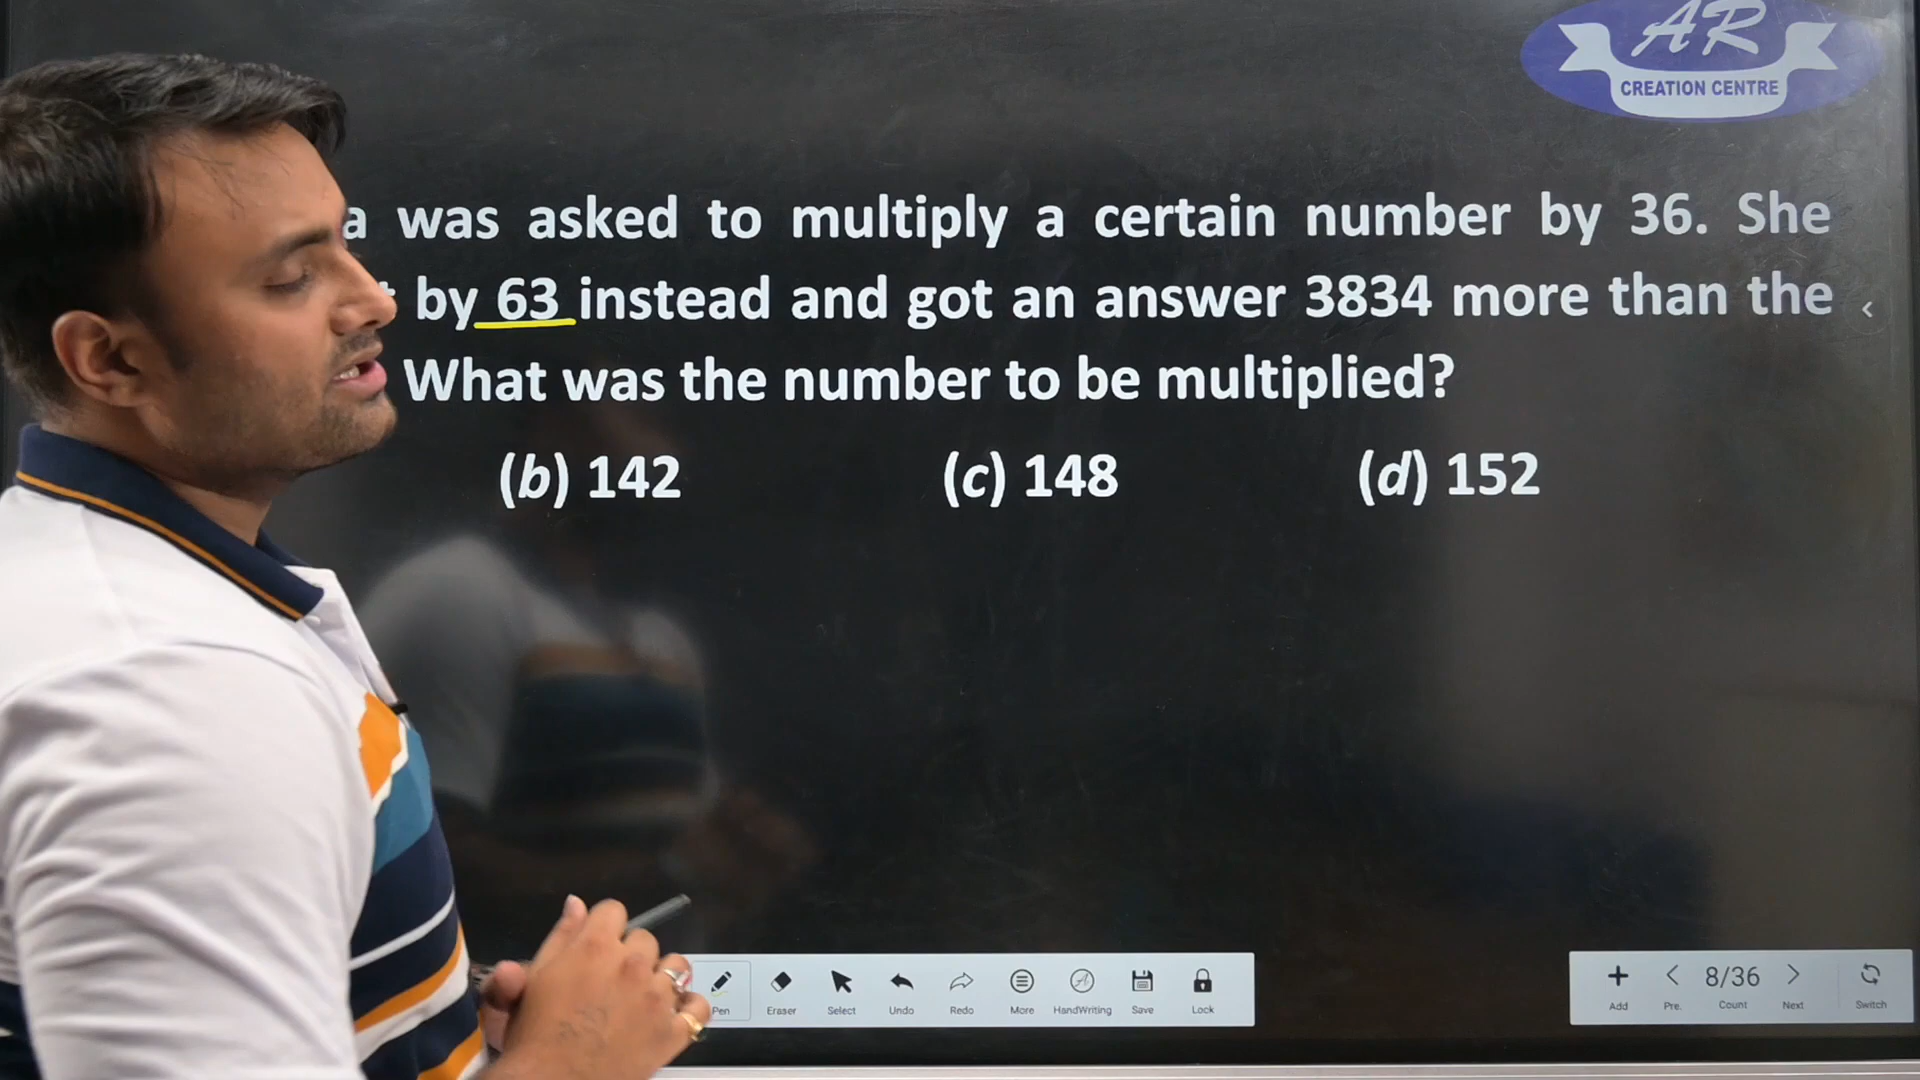 AR
CREATION CENTRE
a was asked to multiply a certain number by 36. She
by 63 instead and got an answer 3834 more than the
What was the number to be multiplied?
(b) 142 (c) 148 (d) 152
Pen Eraser Select Undo Redo More HandWriting Save Lock
8/36
Add Pre. Count Next Switch